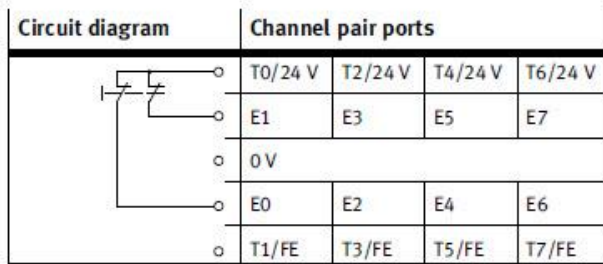 Circuit diagram Channel pair ports
T0/24 V T2/24 V T4/24 V T6/24 V
E1 E3 E5 E7
0 V
E0 E2 E4 E6
T1/FE T3/FE T5/FE T7/FE